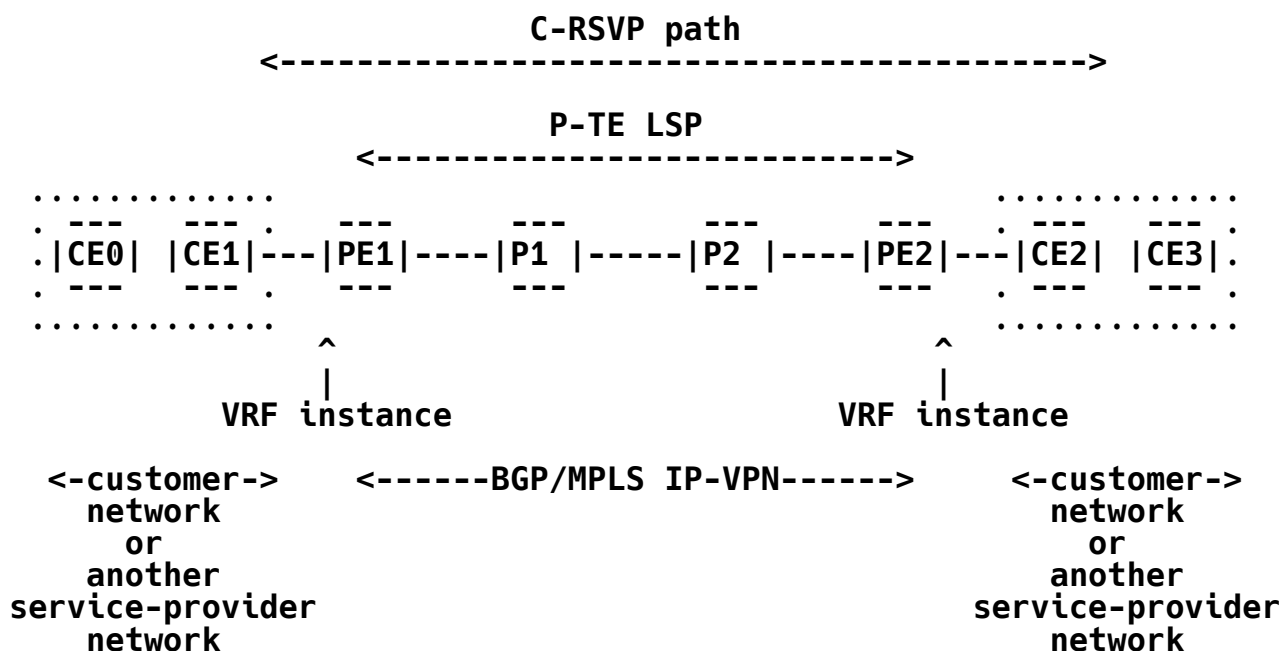 C-RSVP path
<------------------------------------------>
P-TE LSP
<--------------------------->
............. .............
. --- --- . --- --- --- --- . --- --- .
.|CE0| |CE1|---|PE1|----|P1 |-----|P2 |----|PE2|---|CE2| |CE3|.
. --- --- . --- --- --- --- . --- --- .
............. .............
^ ^
| |
VRF instance VRF instance
<-customer-> <------BGP/MPLS IP-VPN------> <-customer->
network network
or or
another another
service-provider service-provider
network network